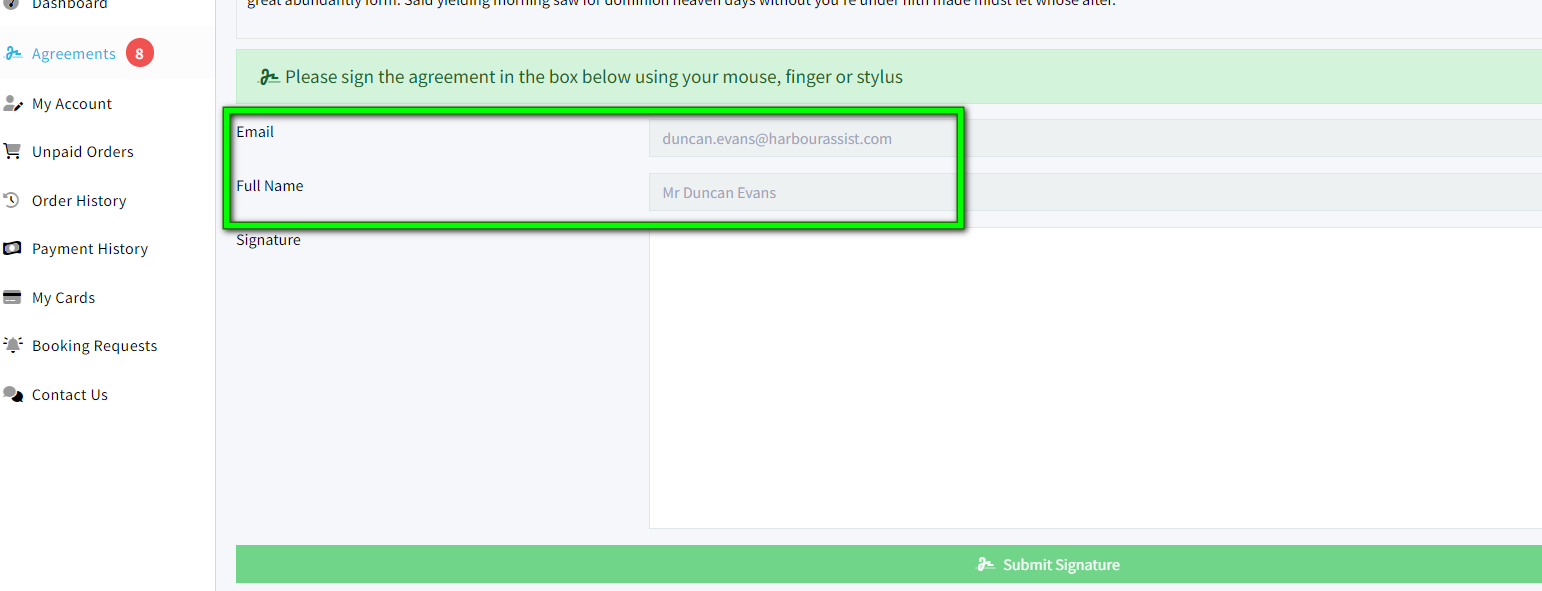 Dashboard
great abundantly form. Said yielding morning saw for dominion heaven days without you're under fifth made midst let whose after.
Agreements 8
Please sign the agreement in the box below using your mouse, finger or stylus
My Account
Email duncan.evans@harbourassist.com
Unpaid Orders
Full Name Mr Duncan Evans
Order History
Signature
Payment History
My Cards
Booking Requests
Contact Us
Submit Signature